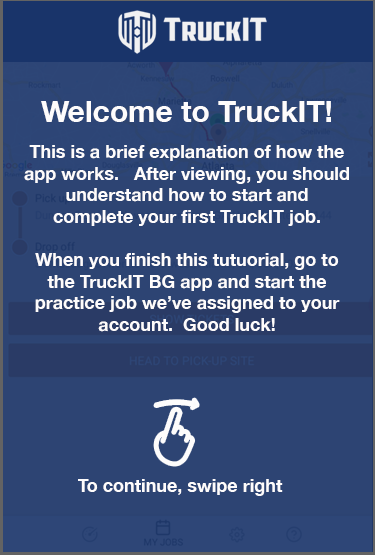 TRUCKIT
Welcome to TruckIT!
This is a brief explanation of how the
app works.   After viewing, you should
understand how to start and
complete your first TruckIT job.
Pick u
Drop off
When you finish this tutuorial, go to
the TruckIT BG app and start the
practice job we've assigned to your
account.  Good luck!
HEAD TO PICK-UP SITE
To continue, swipe right
MY JOBS